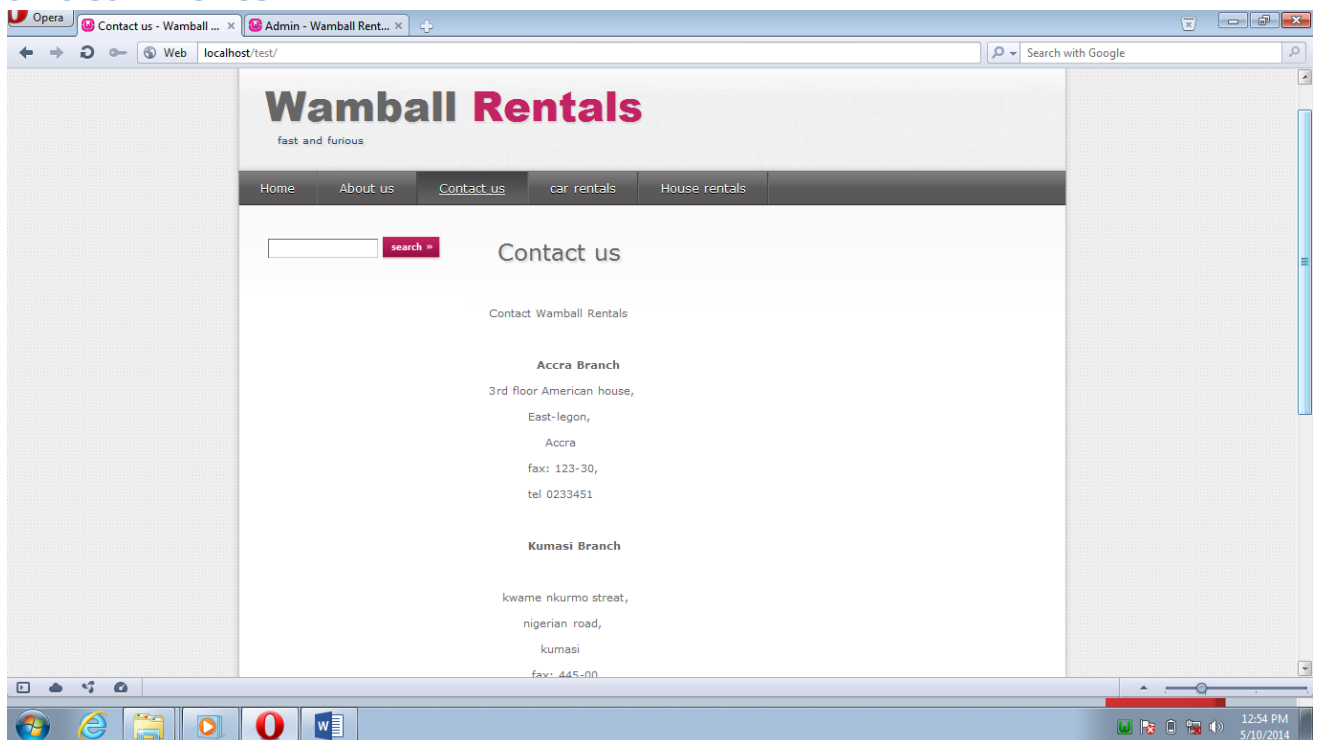 Opera
Contact us - Wamball ...
Admin - Wamball Rent...
Web
localhost/test/
Search with Google
Wamball Rentals
fast and furious
Home About us Contact us car rentals House rentals
search »
Contact us
Contact Wamball Rentals
Accra Branch
3rd floor American house,
East-legon,
Accra
fax: 123-30,
tel 0233451
Kumasi Branch
kwame nkurmo streat,
nigerian road,
kumasi
fax: 445-00
12:54 PM
5/10/2014